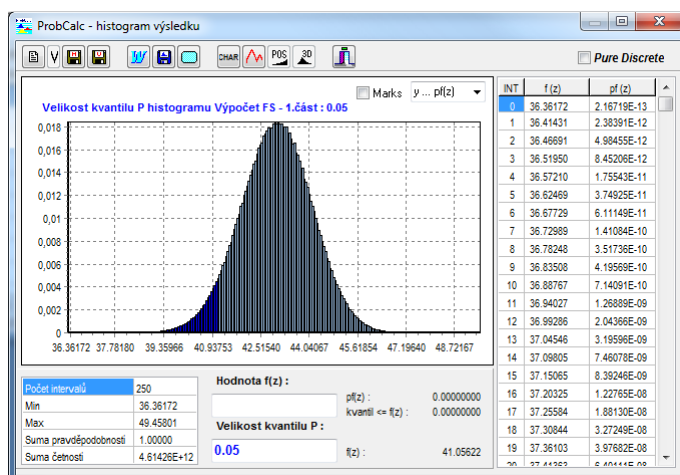 ProbCalc - histogram výsledku
CHAR POS 3D Pure Discrete
Marks y ... pf(z)
Velikost kvantilu P histogramu Výpočet FS - 1.část : 0.05
0,018
0,016
0,014
0,012
0,01
0,008
0,006
0,004
0,002
0
36.36172 37.78180 39.35966 40.93753 42.51540 44.04067 45.61854 47.19640 48.72167
INT f (z) pf(z)
0 36.36172 2.16719E-13
1 36.41431 2.38391E-12
2 36.46691 4.98455E-12
3 36.51950 8.45206E-12
4 36.57210 1.75543E-11
5 36.62469 3.74925E-11
6 36.67729 6.11149E-11
7 36.72989 1.41084E-10
8 36.78248 3.51736E-10
9 36.83508 4.19569E-10
10 36.88767 7.14091E-10
11 36.94027 1.26889E-09
12 36.99286 2.04366E-09
13 37.04546 3.19596E-09
14 37.09805 7.46078E-09
15 37.15065 8.39246E-09
16 37.20325 1.22765E-08
17 37.25584 1.88130E-08
18 37.30844 3.27249E-08
19 37.36103 3.97682E-08
20 37.41363 6.40111E-08
Počet intervalů 250
Min 36.36172
Max 49.45801
Suma pravděpodobnosti 1.00000
Suma četnosti 4.61426E+12
Hodnota f(z) :
pf(z) : 0.00000000
kvantil <= f(z) : 0.00000000
Velikost kvantilu P :
0.05 f(z) : 41.05622